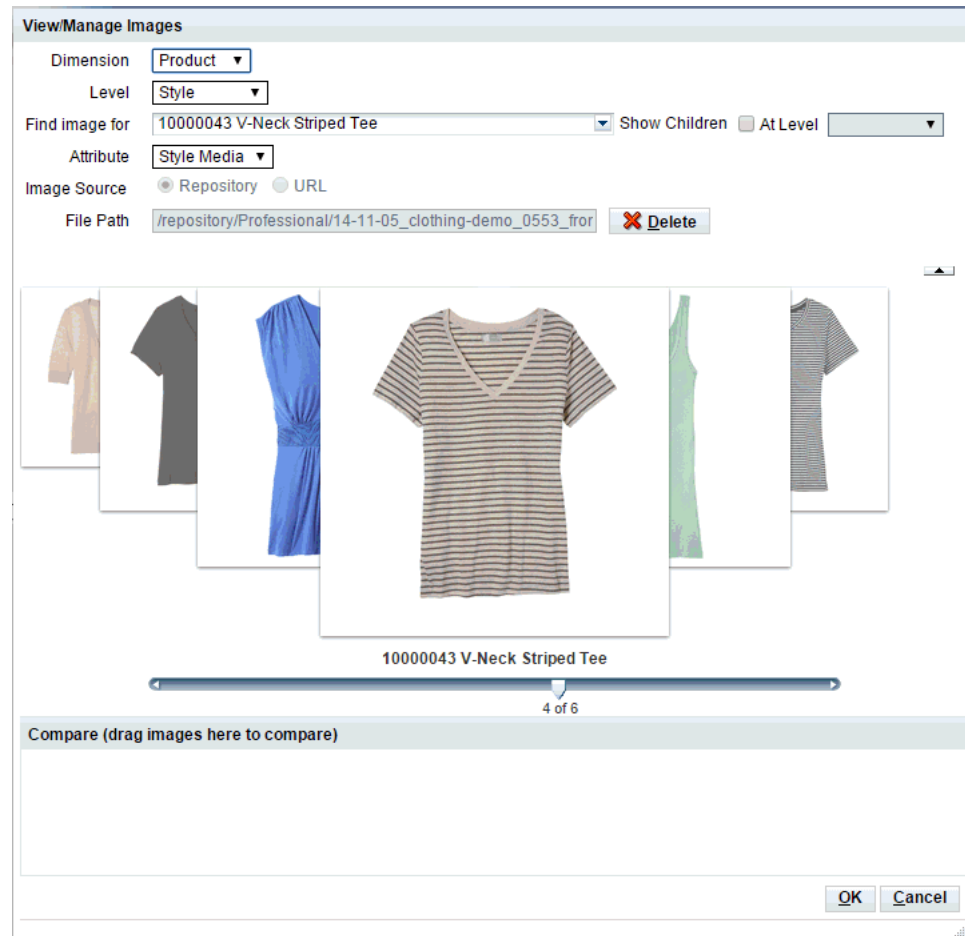 View/Manage Images
Dimension Product
Level Style
Find image for 10000043 V-Neck Striped Tee Show Children At Level
Attribute Style Media
Image Source Repository URL
File Path /repository/Professional/14-11-05_clothing-demo_0553_fror Delete
10000043 V-Neck Striped Tee
4 of 6
Compare (drag images here to compare)
OK Cancel